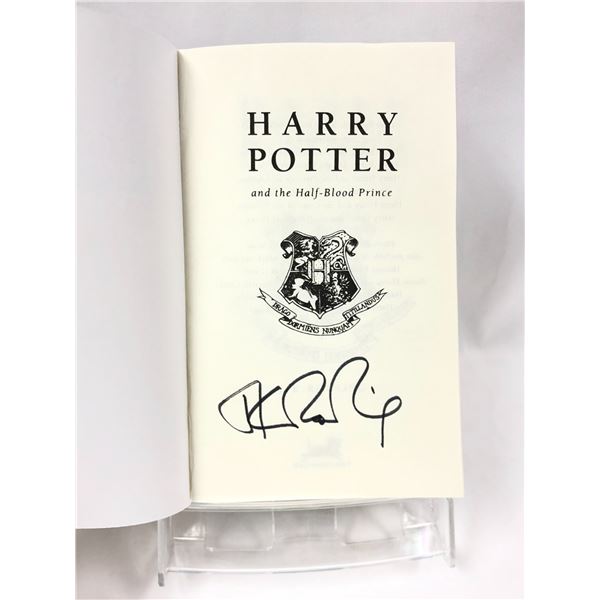 HARRY
POTTER
and the Half-Blood Prince
H
DRACO
DORMIENS NUNQUAM
TITILLANDUS